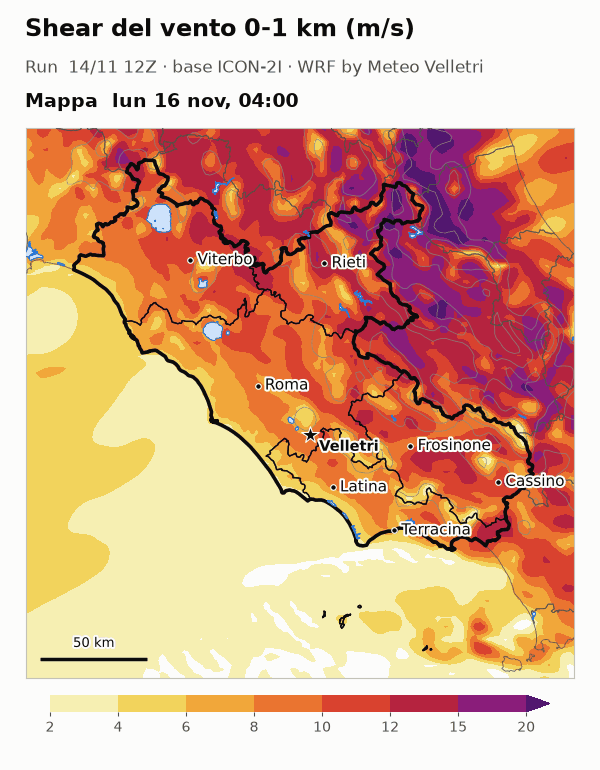 Shear del vento 0-1 km (m/s)
Run  14/11 12Z · base ICON-2I · WRF by Meteo Velletri
Mappa  lun 16 nov, 04:00
Viterbo
Rieti
Roma
Velletri
Frosinone
Latina
Cassino
Terracina
50 km
2 4 6 8 10 12 15 20